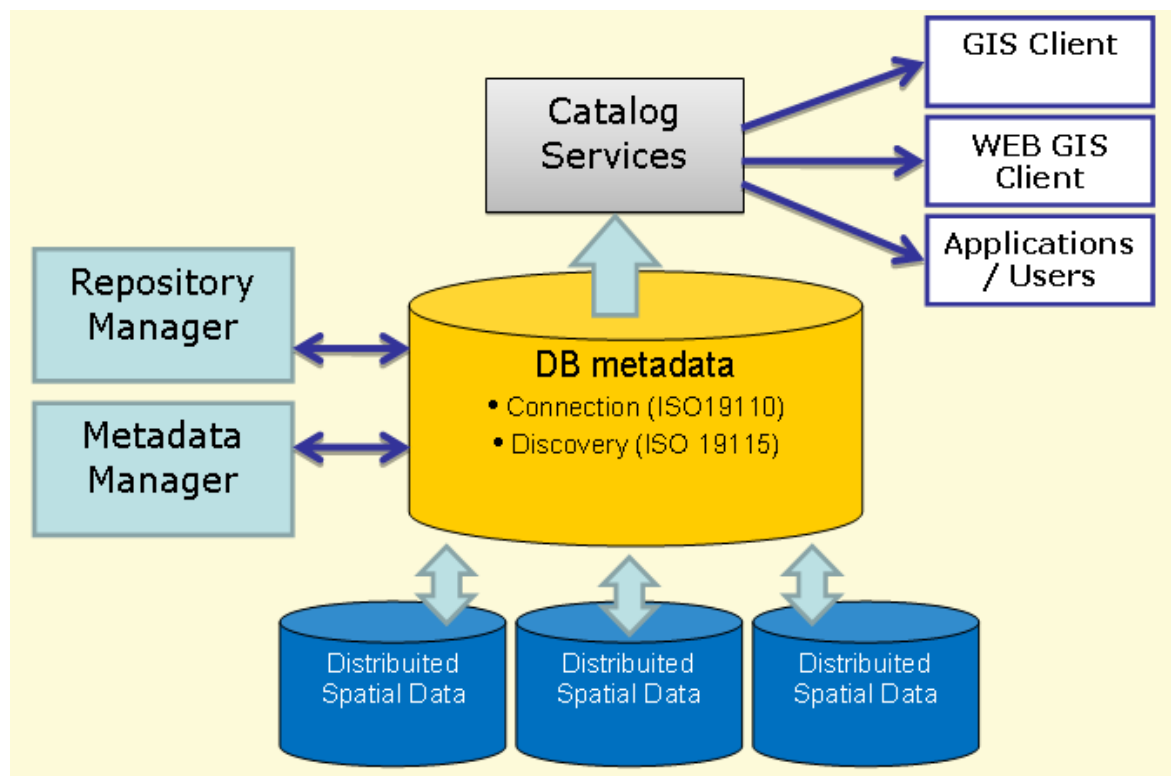 GIS Client
Catalog
Services
WEB GIS
Client
Applications
/ Users
Repository
Manager
DB metadata
• Connection (ISO19110)
• Discovery (ISO 19115)
Metadata
Manager
Distribuited
Spatial Data
Distribuited
Spatial Data
Distribuited
Spatial Data